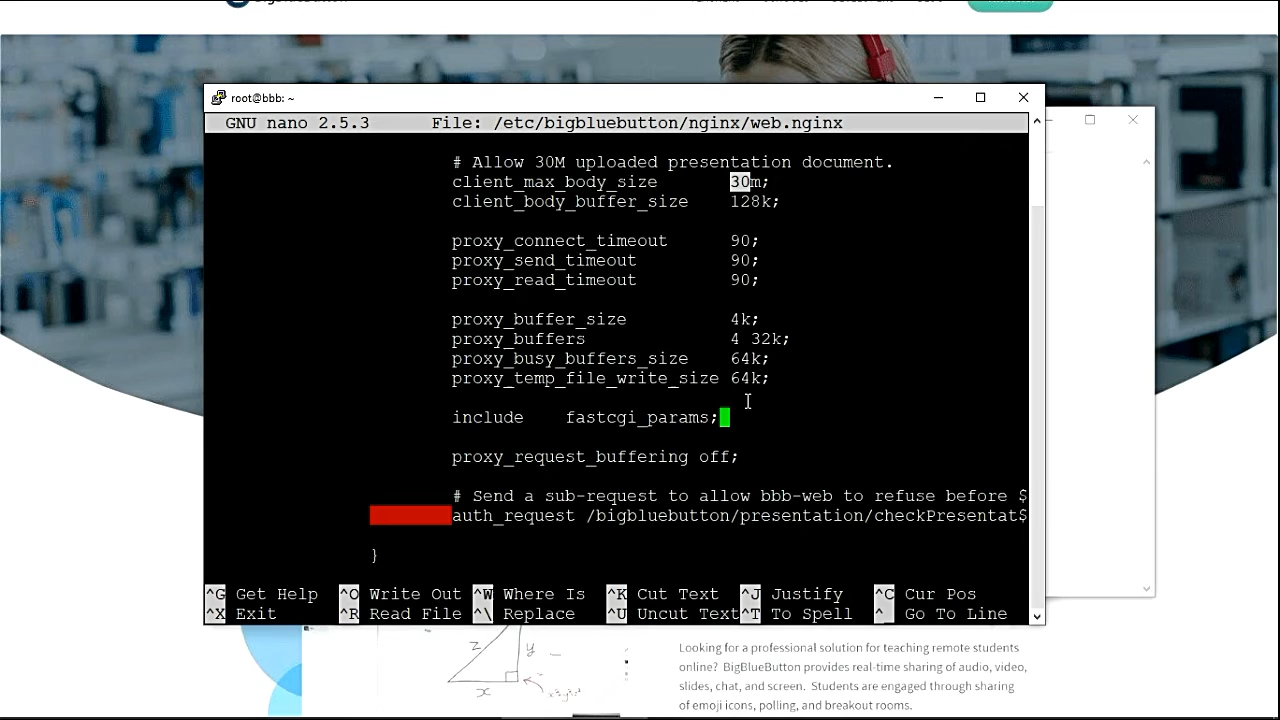 BigBlueButton
root@bbb: ~
GNU nano 2.5.3 File: /etc/bigbluebutton/nginx/web.nginx
# Allow 30M uploaded presentation document.
client_max_body_size 30m;
client_body_buffer_size 128k;
proxy_connect_timeout 90;
proxy_send_timeout 90;
proxy_read_timeout 90;
proxy_buffer_size 4k;
proxy_buffers 4 32k;
proxy_busy_buffers_size 64k;
proxy_temp_file_write_size 64k;
include fastcgi_params;
proxy_request_buffering off;
# Send a sub-request to allow bbb-web to refuse before $
auth_request /bigbluebutton/presentation/checkPresentat$
}
^G Get Help ^O Write Out ^W Where Is ^K Cut Text ^J Justify ^C Cur Pos
^X Exit ^R Read File ^\ Replace ^U Uncut Text ^T To Spell ^_ Go To Line
z y
x
Looking for a professional solution for teaching remote students
online? BigBlueButton provides real-time sharing of audio, video,
slides, chat, and screen. Students are engaged through sharing
of emoji icons, polling, and breakout rooms.